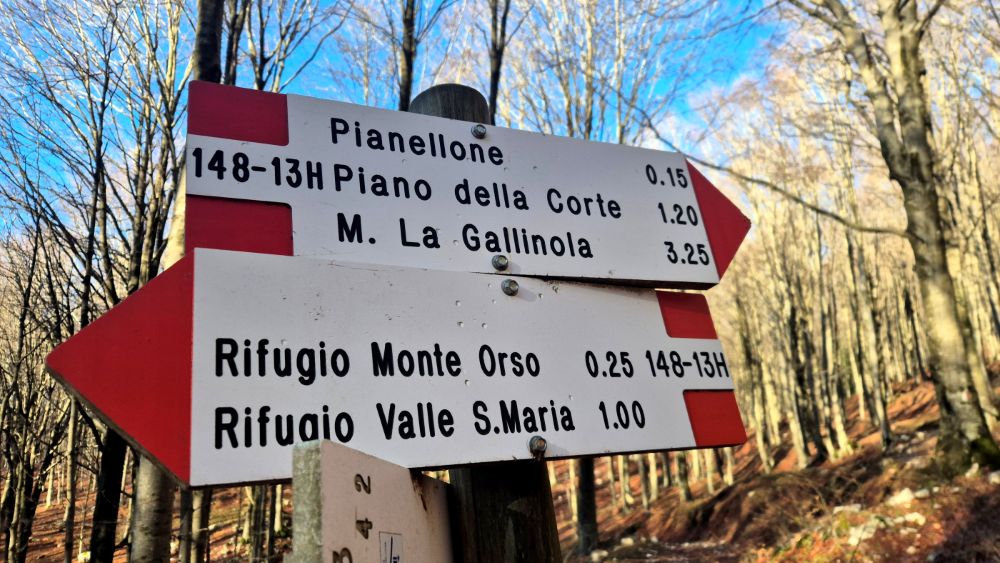 Pianellone 0.15
148-13H Piano della Corte 1.20
M. La Gallinola 3.25
Rifugio Monte Orso 0.25 148-13H
Rifugio Valle S.Maria 1.00
42